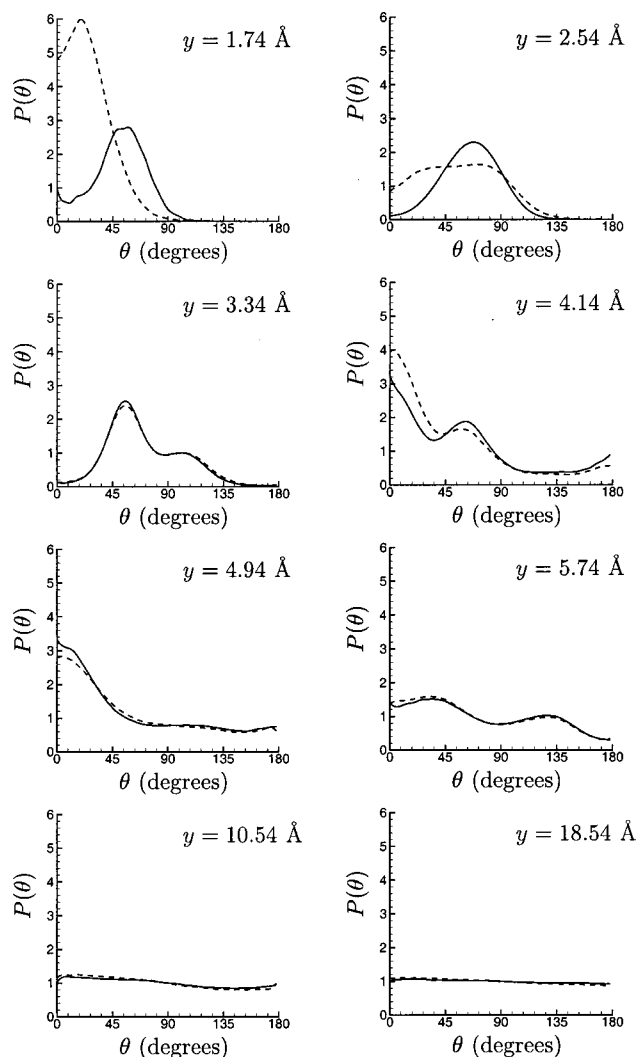 y = 1.74 Å
P(θ)
6
5
4
3
2
1
0
0 45 90 135 180
θ (degrees)
y = 2.54 Å
P(θ)
6
5
4
3
2
1
0
0 45 90 135 180
θ (degrees)
y = 3.34 Å
P(θ)
6
5
4
3
2
1
0
0 45 90 135 180
θ (degrees)
y = 4.14 Å
P(θ)
6
5
4
3
2
1
0
0 45 90 135 180
θ (degrees)
y = 4.94 Å
P(θ)
6
5
4
3
2
1
0
0 45 90 135 180
θ (degrees)
y = 5.74 Å
P(θ)
6
5
4
3
2
1
0
0 45 90 135 180
θ (degrees)
y = 10.54 Å
P(θ)
6
5
4
3
2
1
0
0 45 90 135 180
θ (degrees)
y = 18.54 Å
P(θ)
6
5
4
3
2
1
0
0 45 90 135 180
θ (degrees)